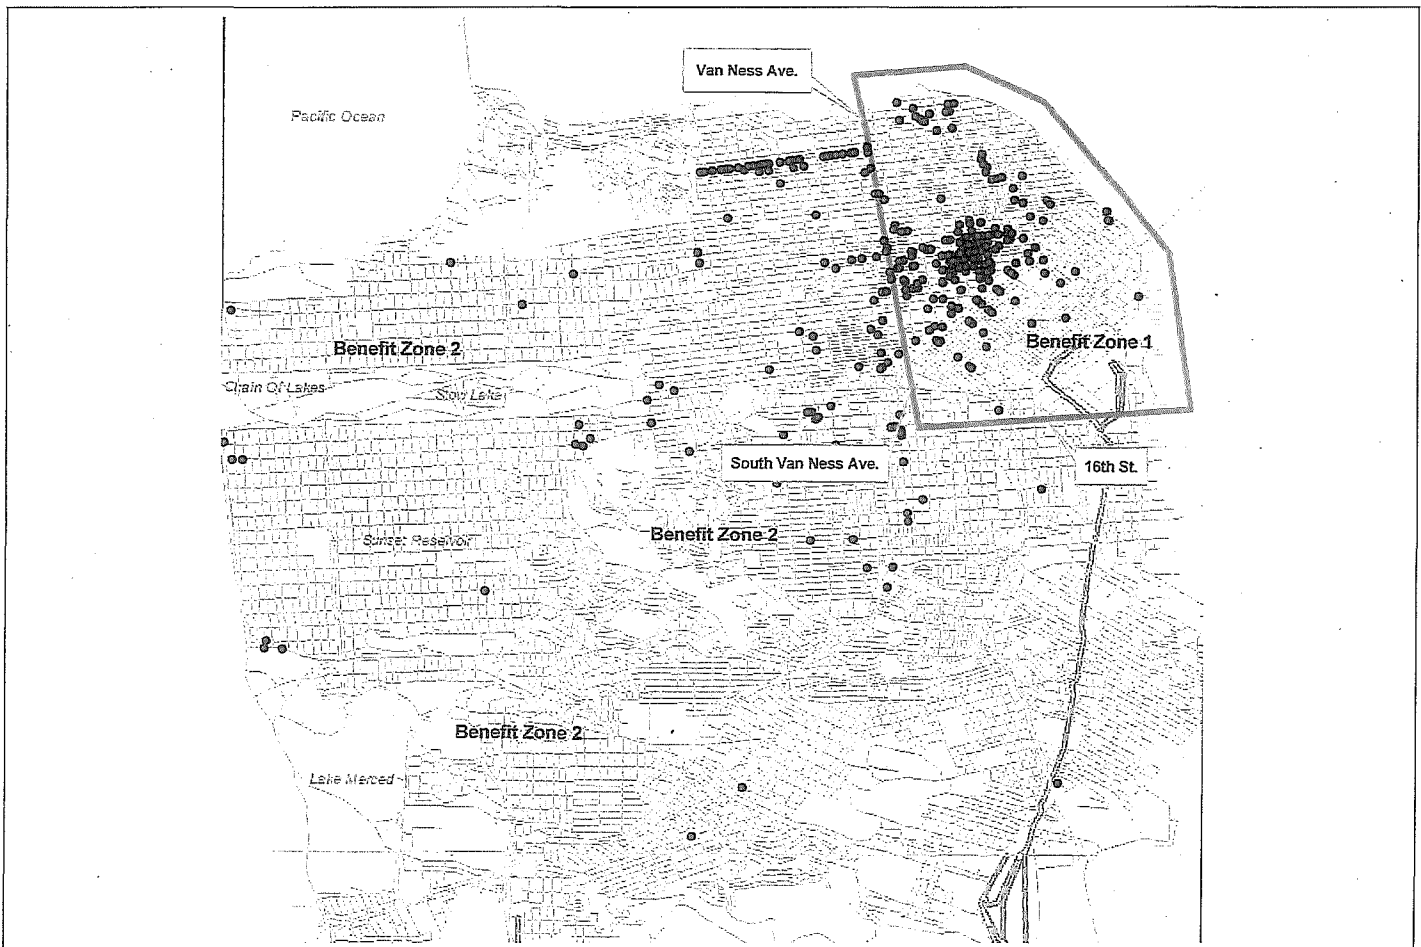 Van Ness Ave.
Pacific Ocean
Benefit Zone 1
Benefit Zone 2
Chain Of Lakes
Stow Lake
South Van Ness Ave.
16th St.
Benefit Zone 2
Sunset Reservoir
Benefit Zone 2
Lake Merced